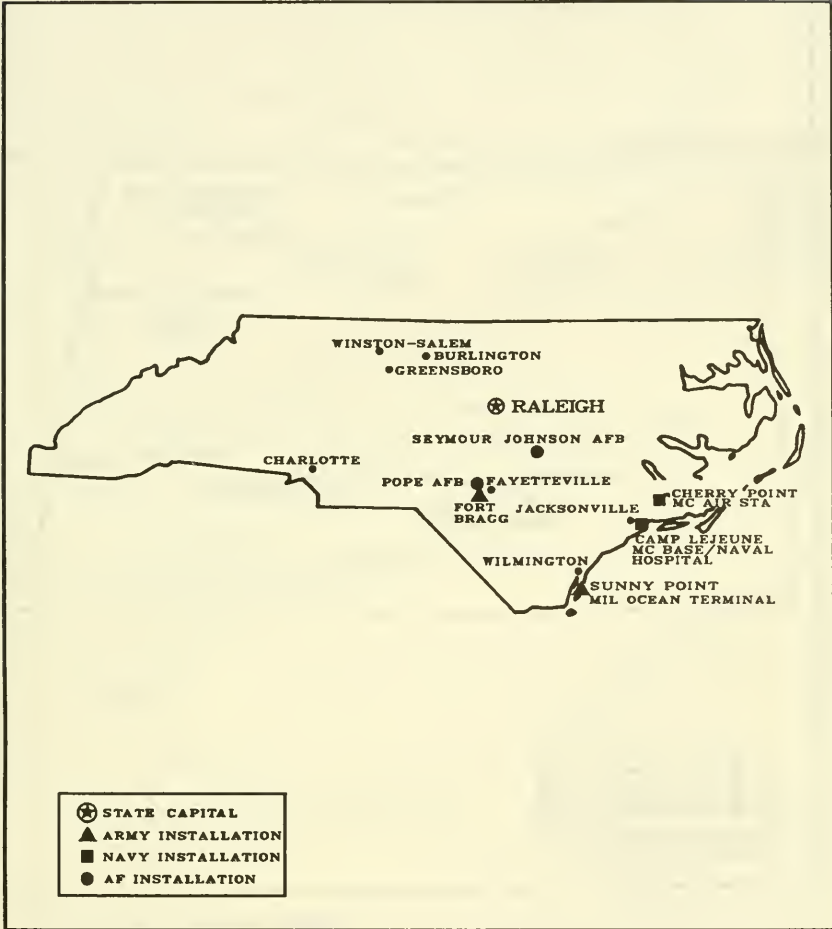 WINSTON-SALEM
BURLINGTON
GREENSBORO
RALEIGH
SEYMOUR JOHNSON AFB
CHARLOTTE
POPE AFB
FAYETTEVILLE
FORT
BRAGG
JACKSONVILLE
CHERRY POINT
MC AIR STA
CAMP LEJEUNE
MC BASE/NAVAL
HOSPITAL
WILMINGTON
SUNNY POINT
MIL OCEAN TERMINAL
STATE CAPITAL
ARMY INSTALLATION
NAVY INSTALLATION
AF INSTALLATION